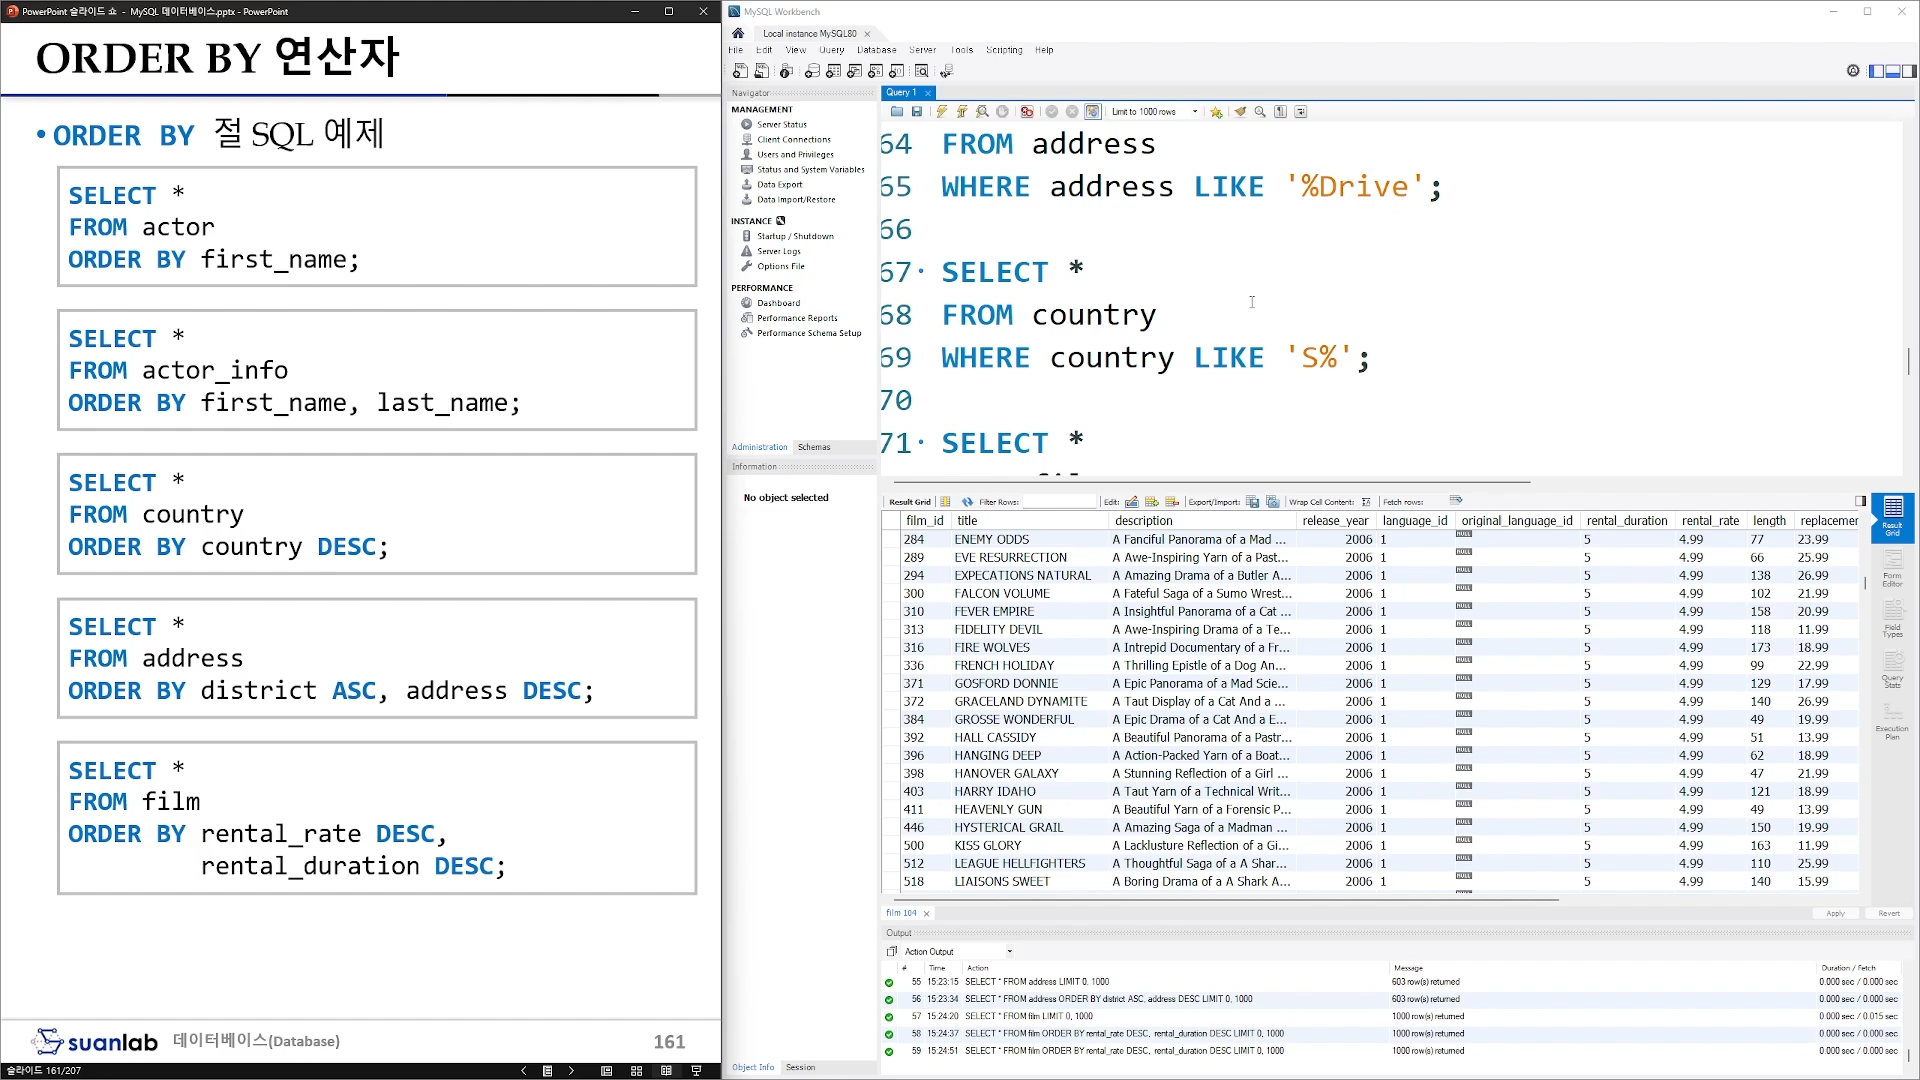 PowerPoint 슬라이드 쇼 - MySQL 데이터베이스.pptx - PowerPoint
ORDER BY 연산자
• ORDER BY 절 SQL 예제
SELECT *
FROM actor
ORDER BY first_name;
SELECT *
FROM actor_info
ORDER BY first_name, last_name;
SELECT *
FROM country
ORDER BY country DESC;
SELECT *
FROM address
ORDER BY district ASC, address DESC;
SELECT *
FROM film
ORDER BY rental_rate DESC,
rental_duration DESC;
suanlab 데이터베이스(Database) 161
슬라이드 161/207
MySQL Workbench
Local instance MySQL80
File Edit View Query Database Server Tools Scripting Help
Navigator
MANAGEMENT
Server Status
Client Connections
Users and Privileges
Status and System Variables
Data Export
Data Import/Restore
INSTANCE
Startup / Shutdown
Server Logs
Options File
PERFORMANCE
Dashboard
Performance Reports
Performance Schema Setup
Administration Schemas
Information
No object selected
Object Info Session
Query 1
Limit to 1000 rows
64 FROM address
65 WHERE address LIKE '%Drive';
66
67 SELECT *
68 FROM country
69 WHERE country LIKE 'S%';
70
71 SELECT *
Result Grid Filter Rows: Edit: Export/Import: Wrap Cell Content: Fetch rows:
film_id title description release_year language_id original_language_id rental_duration rental_rate length replacemer
284 ENEMY ODDS A Fanciful Panorama of a Mad ... 2006 1 NULL 5 4.99 77 23.99
289 EVE RESURRECTION A Awe-Inspiring Yarn of a Past... 2006 1 NULL 5 4.99 66 25.99
294 EXPECATIONS NATURAL A Amazing Drama of a Butler A... 2006 1 NULL 5 4.99 138 26.99
300 FALCON VOLUME A Fateful Saga of a Sumo Wrest... 2006 1 NULL 5 4.99 102 21.99
310 FEVER EMPIRE A Insightful Panorama of a Cat ... 2006 1 NULL 5 4.99 158 20.99
313 FIDELITY DEVIL A Awe-Inspiring Drama of a Te... 2006 1 NULL 5 4.99 118 11.99
316 FIRE WOLVES A Intrepid Documentary of a Fr... 2006 1 NULL 5 4.99 173 18.99
336 FRENCH HOLIDAY A Thrilling Epistle of a Dog An... 2006 1 NULL 5 4.99 99 22.99
371 GOSFORD DONNIE A Epic Panorama of a Mad Scie... 2006 1 NULL 5 4.99 129 17.99
372 GRACELAND DYNAMITE A Taut Display of a Cat And a ... 2006 1 NULL 5 4.99 140 26.99
384 GROSSE WONDERFUL A Epic Drama of a Cat And a E... 2006 1 NULL 5 4.99 49 19.99
392 HALL CASSIDY A Beautiful Panorama of a Pastr... 2006 1 NULL 5 4.99 51 13.99
396 HANGING DEEP A Action-Packed Yarn of a Boat... 2006 1 NULL 5 4.99 62 18.99
398 HANOVER GALAXY A Stunning Reflection of a Girl ... 2006 1 NULL 5 4.99 47 21.99
403 HARRY IDAHO A Taut Yarn of a Technical Writ... 2006 1 NULL 5 4.99 121 18.99
411 HEAVENLY GUN A Beautiful Yarn of a Forensic P... 2006 1 NULL 5 4.99 49 13.99
446 HYSTERICAL GRAIL A Amazing Saga of a Madman ... 2006 1 NULL 5 4.99 150 19.99
500 KISS GLORY A Lacklusture Reflection of a Gi... 2006 1 NULL 5 4.99 163 11.99
512 LEAGUE HELLFIGHTERS A Thoughtful Saga of a A Shar... 2006 1 NULL 5 4.99 110 25.99
518 LIAISONS SWEET A Boring Drama of a A Shark A... 2006 1 NULL 5 4.99 140 15.99
Result Grid
Form Editor
Field Types
Query Stats
Execution Plan
film 104 Apply Revert
Output
Action Output
# Time Action Message Duration / Fetch
55 15:23:15 SELECT * FROM address LIMIT 0, 1000 603 row(s) returned 0.000 sec / 0.000 sec
56 15:23:34 SELECT * FROM address ORDER BY district ASC, address DESC LIMIT 0, 1000 603 row(s) returned 0.000 sec / 0.000 sec
57 15:24:20 SELECT * FROM film LIMIT 0, 1000 1000 row(s) returned 0.000 sec / 0.015 sec
58 15:24:37 SELECT * FROM film ORDER BY rental_rate DESC, rental_duration DESC LIMIT 0, 1000 1000 row(s) returned 0.000 sec / 0.000 sec
59 15:24:51 SELECT * FROM film ORDER BY rental_rate DESC, rental_duration DESC LIMIT 0, 1000 1000 row(s) returned 0.000 sec / 0.000 sec